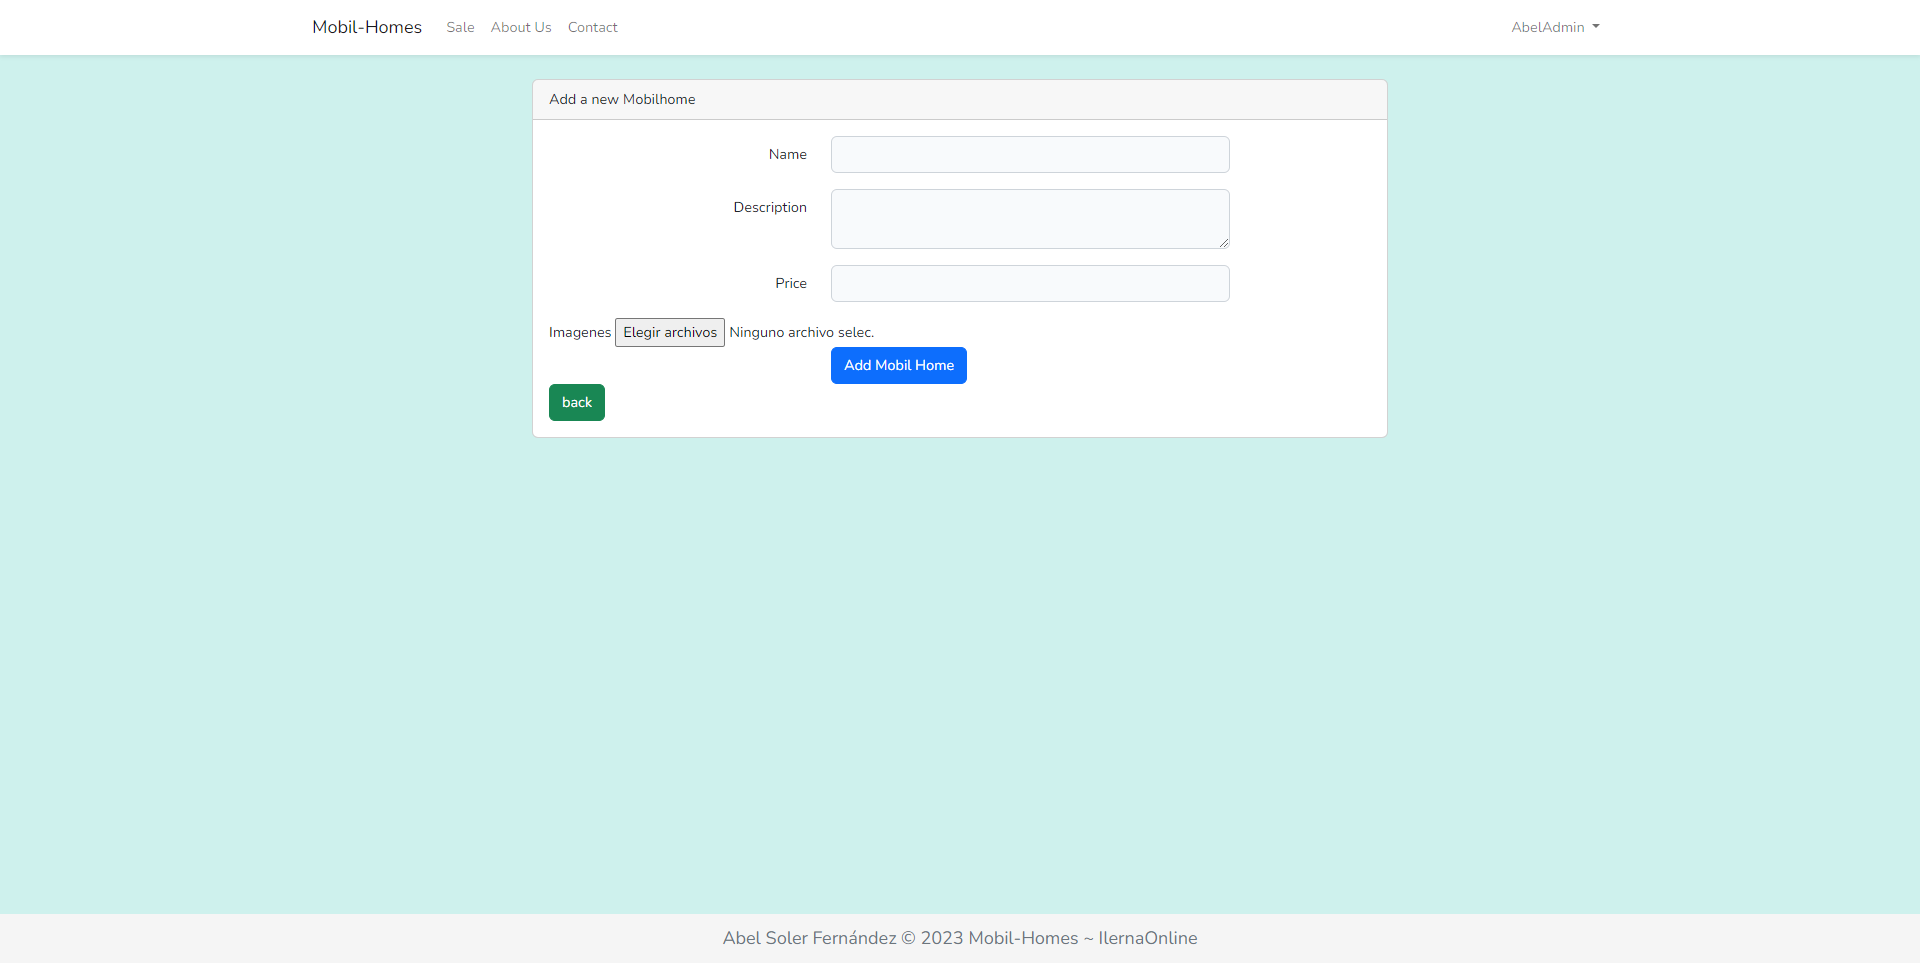 Mobil-Homes Sale About Us Contact AbelAdmin
Add a new Mobilhome
Name
Description
Price
Imagenes Elegir archivos Ninguno archivo selec.
Add Mobil Home
back
Abel Soler Fernández © 2023 Mobil-Homes ~ IlernaOnline